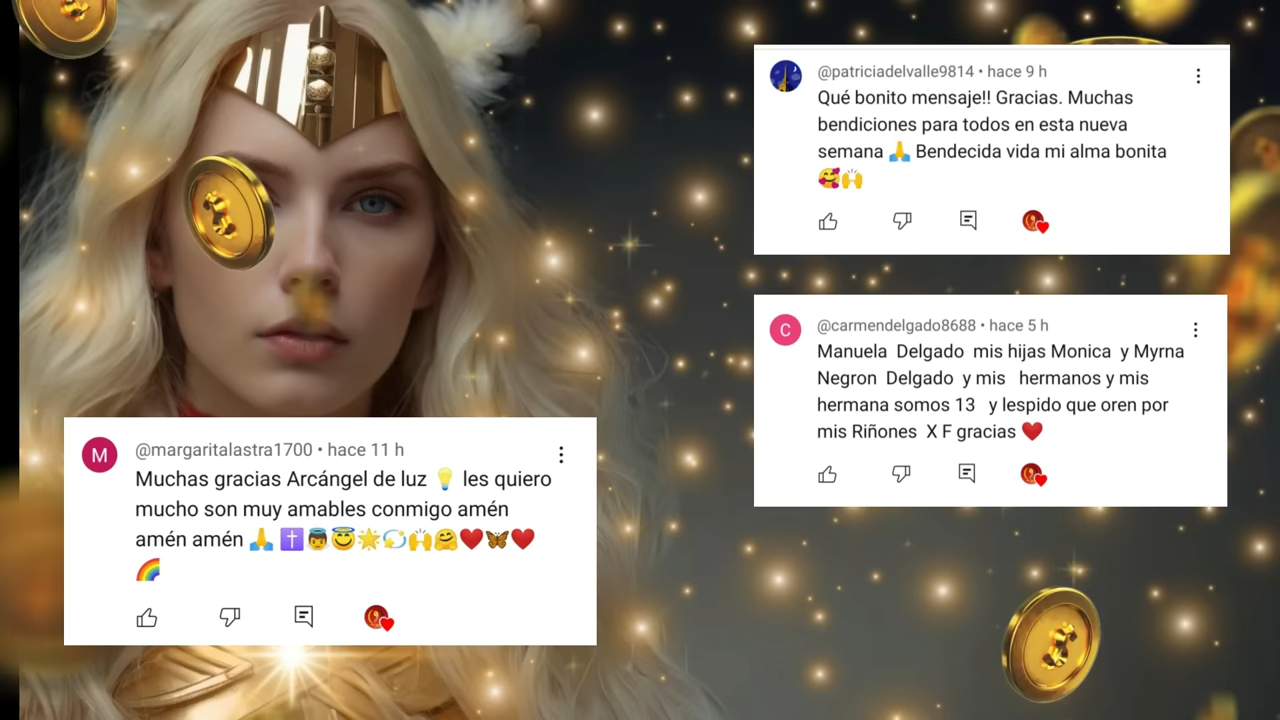 @patriciadelvalle9814 • hace 9 h
Qué bonito mensaje!! Gracias. Muchas
bendiciones para todos en esta nueva
semana 🙏 Bendecida vida mi alma bonita
🥰🙌
@carmendelgado8688 • hace 5 h
C
Manuela Delgado mis hijas Monica y Myrna
Negron Delgado y mis hermanos y mis
hermana somos 13 y lespido que oren por
mis Riñones X F gracias ❤️
M
@margaritalastra1700 • hace 11 h
Muchas gracias Arcángel de luz 💡 les quiero
mucho son muy amables conmigo amén
amén amén 🙏✝️👼😇🌟💫🙌🤗❤️🦋❤️
🌈